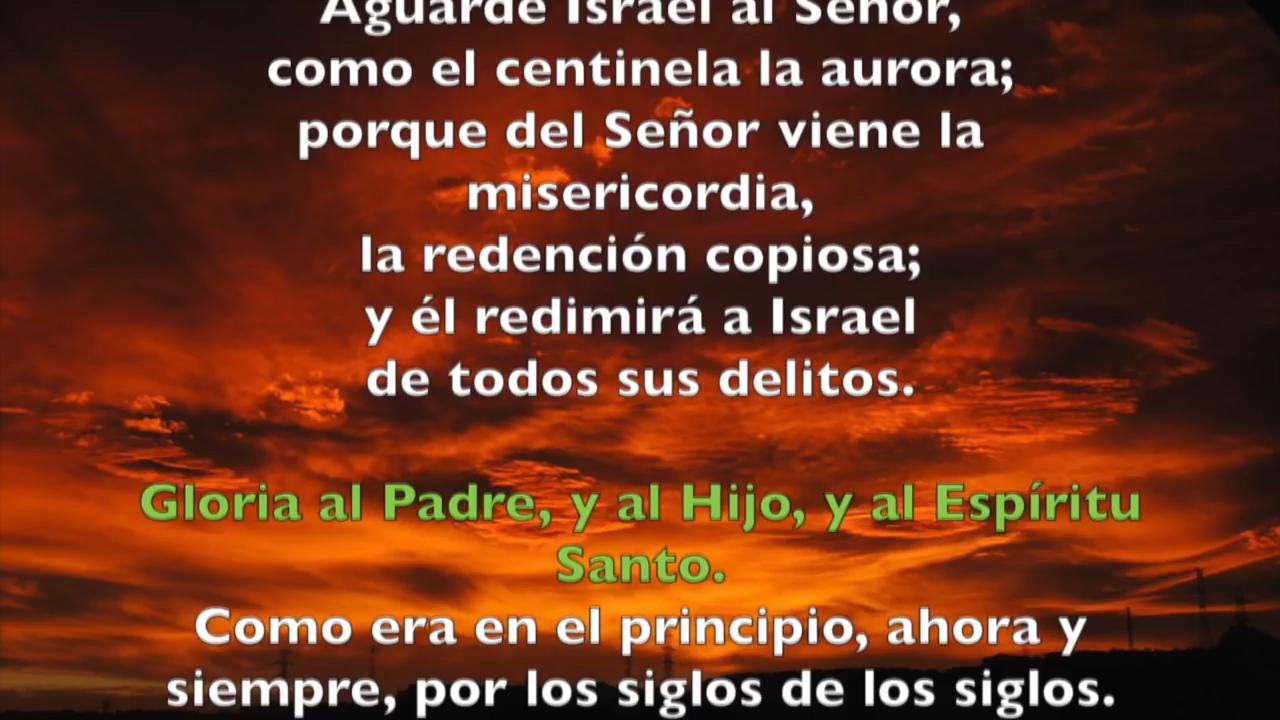 Aguarde Israel al Señor,
como el centinela la aurora;
porque del Señor viene la
misericordia,
la redención copiosa;
y él redimirá a Israel
de todos sus delitos.
Gloria al Padre, y al Hijo, y al Espíritu
Santo.
Como era en el principio, ahora y
siempre, por los siglos de los siglos.